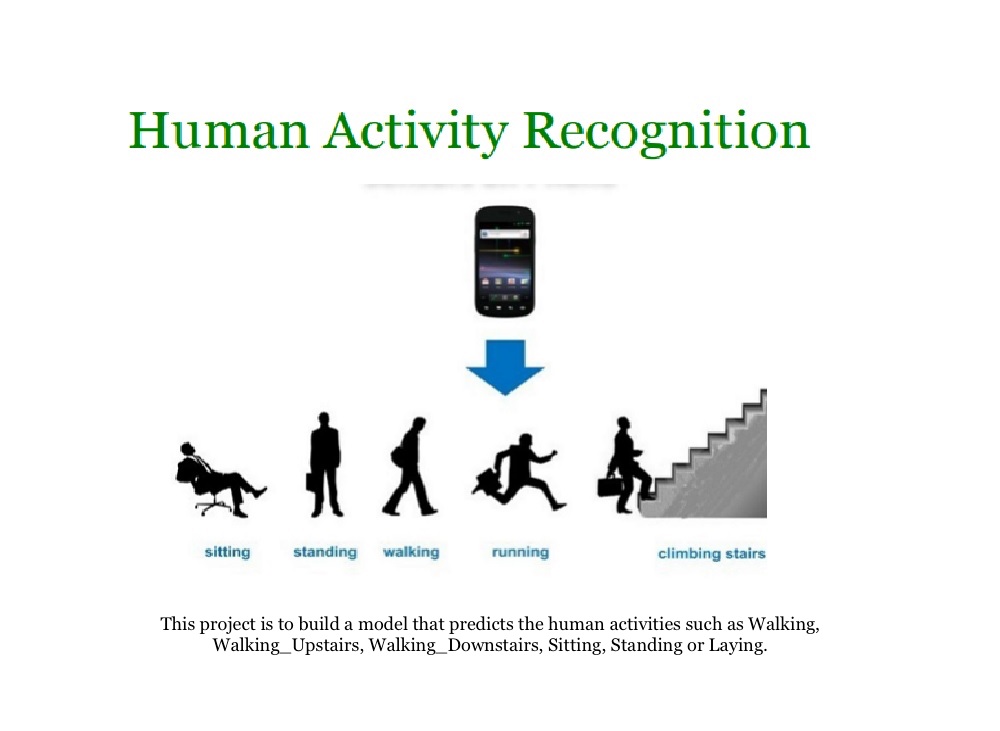 Human Activity Recognition
sitting
standing
walking
running
climbing stairs
This project is to build a model that predicts the human activities such as Walking,
Walking_Upstairs, Walking_Downstairs, Sitting, Standing or Laying.